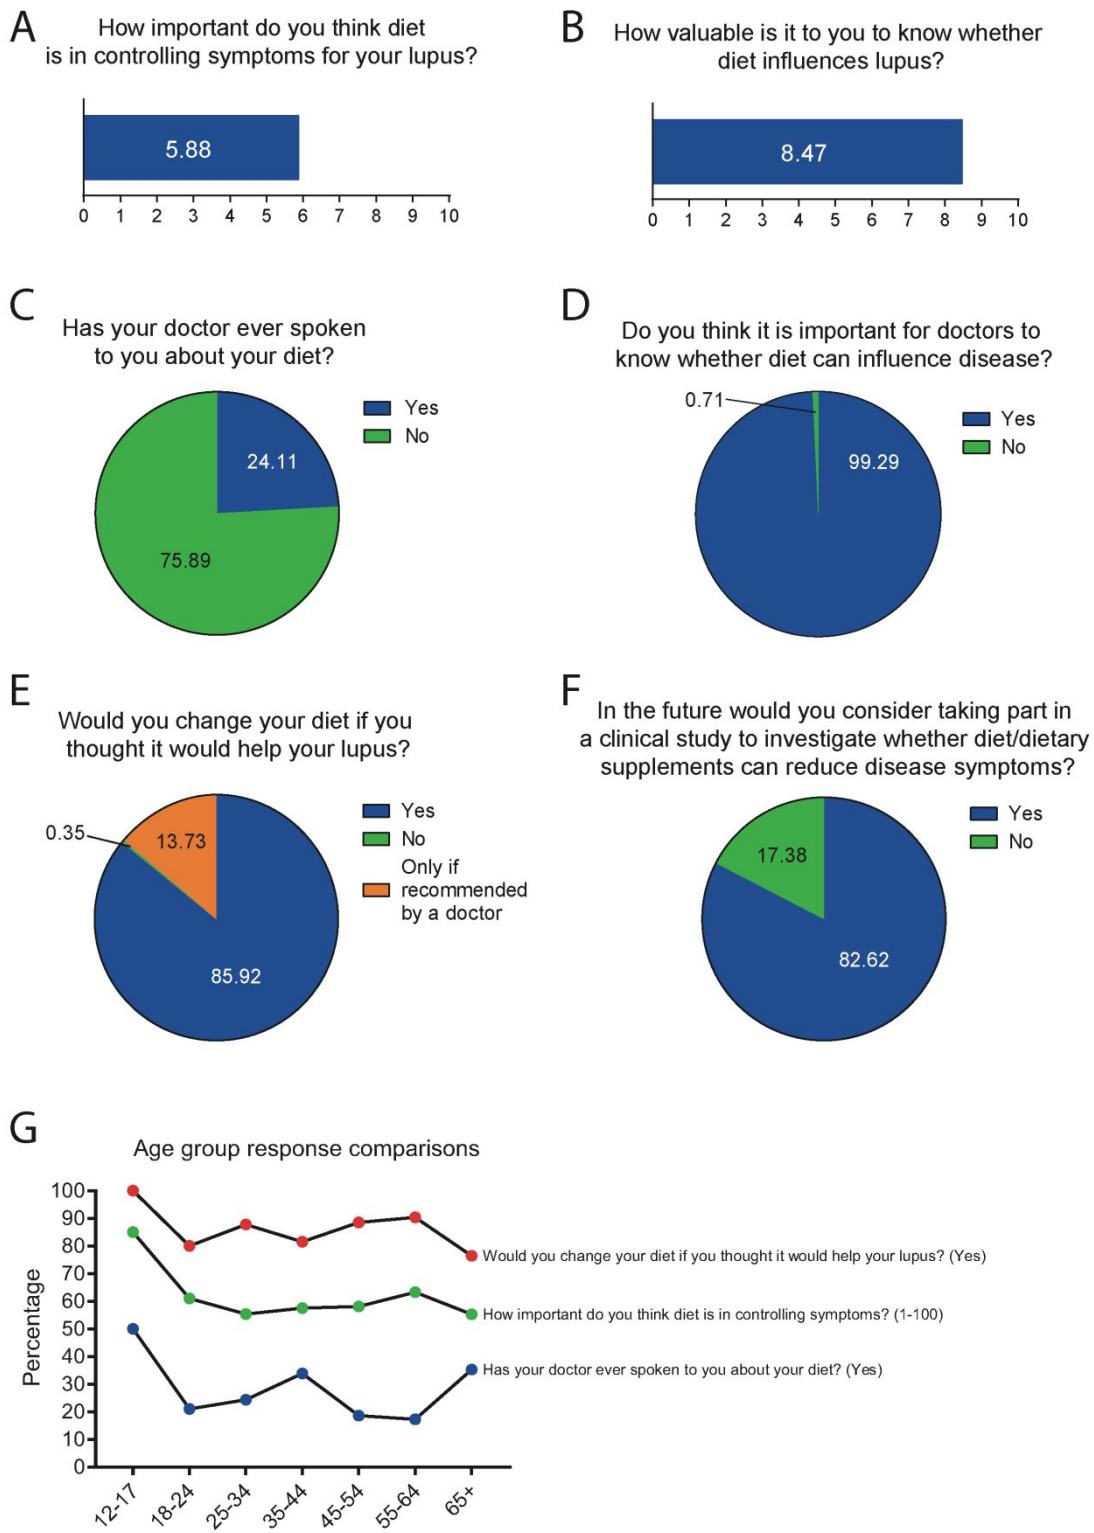 A
How important do you think diet
is in controlling symptoms for your lupus?
5.88
0 1 2 3 4 5 6 7 8 9 10
B
How valuable is it to you to know whether
diet influences lupus?
8.47
0 1 2 3 4 5 6 7 8 9 10
C
Has your doctor ever spoken
to you about your diet?
Yes
No
24.11
75.89
D
Do you think it is important for doctors to
know whether diet can influence disease?
0.71
Yes
No
99.29
E
Would you change your diet if you
thought it would help your lupus?
Yes
No
Only if
recommended
by a doctor
0.35
13.73
85.92
F
In the future would you consider taking part in
a clinical study to investigate whether diet/dietary
supplements can reduce disease symptoms?
Yes
No
17.38
82.62
G
Age group response comparisons
Percentage
100
90
80
70
60
50
40
30
20
10
0
Would you change your diet if you thought it would help your lupus? (Yes)
How important do you think diet is in controlling symptoms? (1-100)
Has your doctor ever spoken to you about your diet? (Yes)
12-17 18-24 25-34 35-44 45-54 55-64 65+